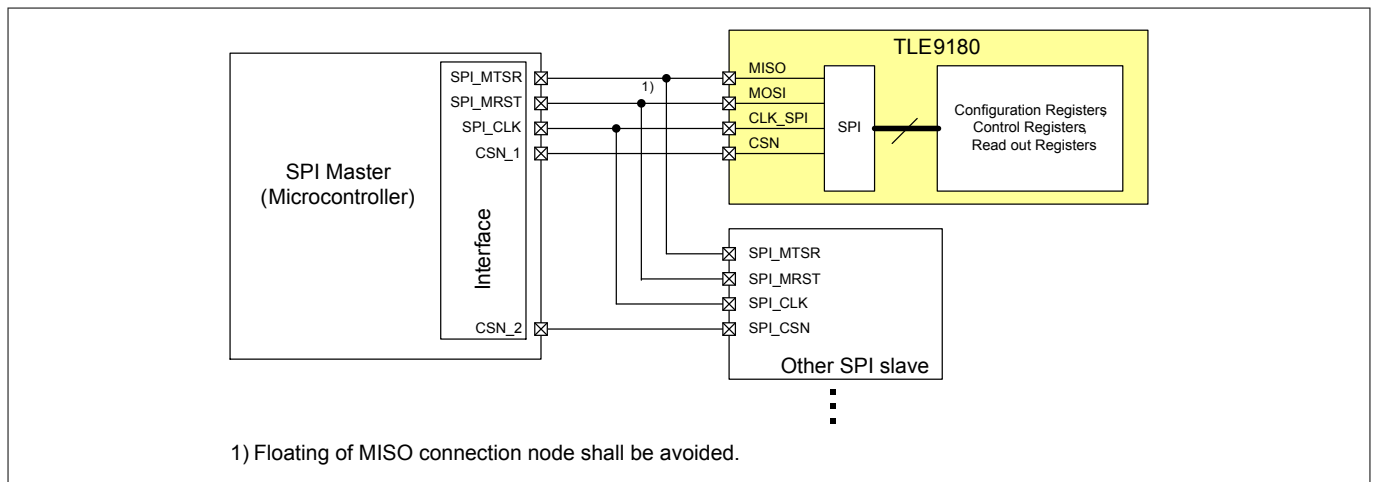 TLE9180
SPI_MTSR
SPI_MRST
SPI_CLK
CSN_1
1)
MISO
MOSI
CLK_SPI
CSN
SPI
Configuration Registers,
Control Registers,
Read out Registers
SPI Master
(Microcontroller)
Interface
CSN_2
SPI_MTSR
SPI_MRST
SPI_CLK
SPI_CSN
Other SPI slave
1) Floating of MISO connection node shall be avoided.